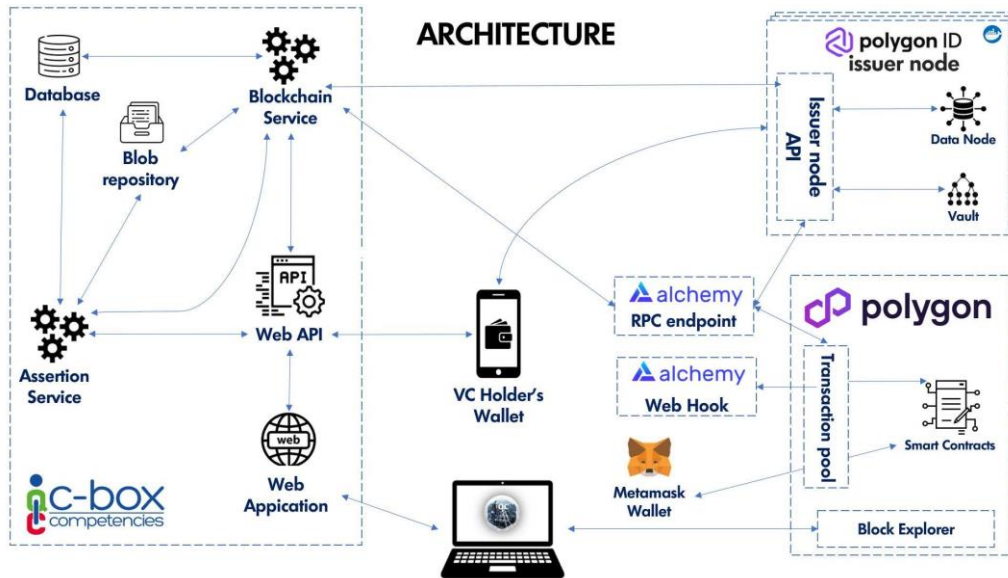 ARCHITECTURE
Database
Blockchain
Service
Blob
repository
API
Web API
Assertion
Service
web
Web
Appication
c-box
competencies
VC Holder's
Wallet
polygon ID
issuer node
Issuer node
API
Data Node
Vault
alchemy
RPC endpoint
alchemy
Web Hook
Metamask
Wallet
polygon
Transaction pool
Smart Contracts
Block Explorer